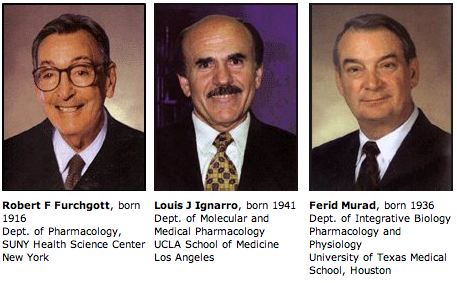 Robert F Furchgott, born
1916
Dept. of Pharmacology,
SUNY Health Science Center
New York
Louis J Ignarro, born 1941
Dept. of Molecular and
Medical Pharmacology
UCLA School of Medicine
Los Angeles
Ferid Murad, born 1936
Dept. of Integrative Biology
Pharmacology and
Physiology
University of Texas Medical
School, Houston